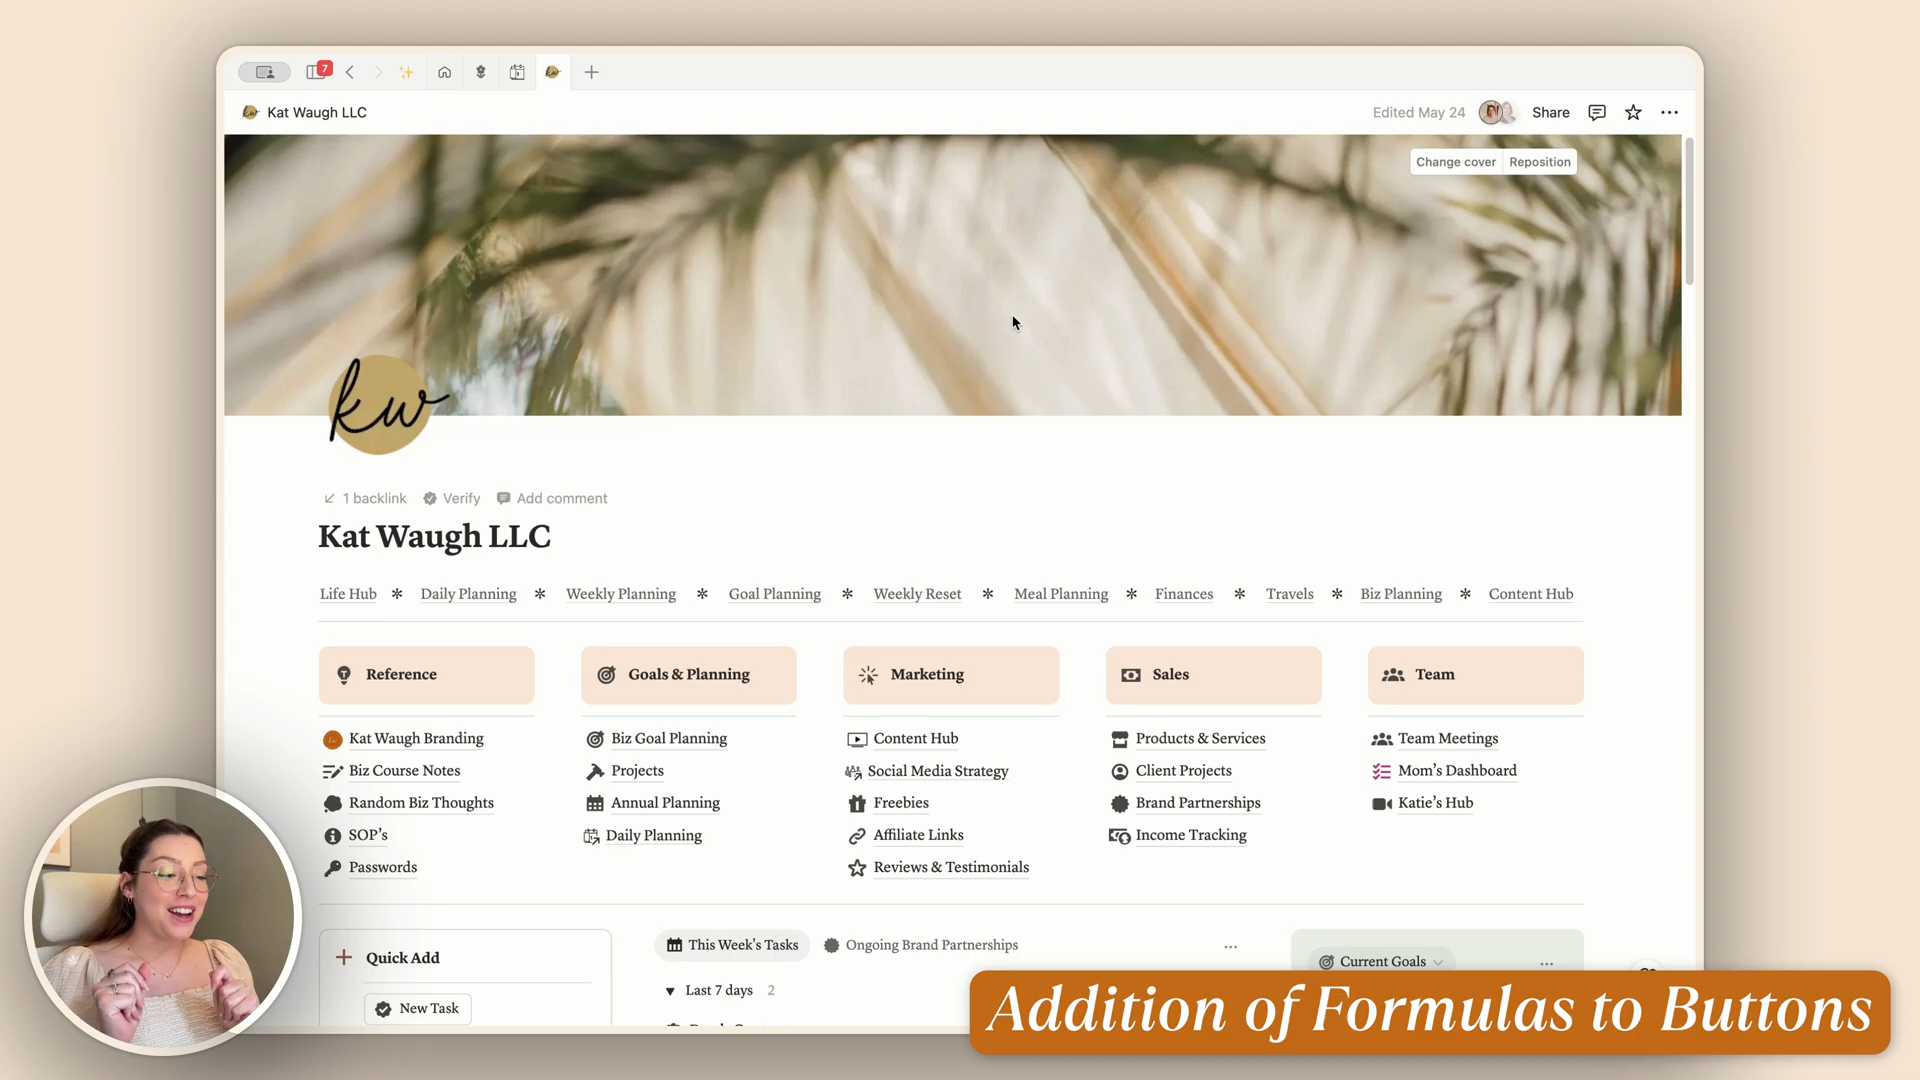 7
Kat Waugh LLC
Edited May 24
Share
Change cover
Reposition
kw
1 backlink
Verify
Add comment
Kat Waugh LLC
Life Hub * Daily Planning * Weekly Planning * Goal Planning * Weekly Reset * Meal Planning * Finances * Travels * Biz Planning * Content Hub
Reference
Kat Waugh Branding
Biz Course Notes
Random Biz Thoughts
SOP's
Passwords
Goals & Planning
Biz Goal Planning
Projects
Annual Planning
Daily Planning
Marketing
Content Hub
Social Media Strategy
Freebies
Affiliate Links
Reviews & Testimonials
Sales
Products & Services
Client Projects
Brand Partnerships
Income Tracking
Team
Team Meetings
Mom's Dashboard
Katie's Hub
Quick Add
New Task
This Week's Tasks
Ongoing Brand Partnerships
Last 7 days 2
Current Goals
Addition of Formulas to Buttons